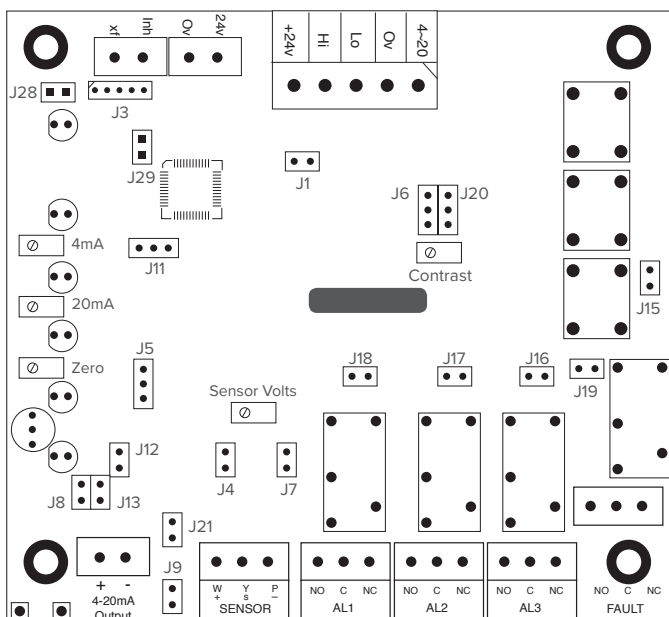 xf Inh Ov 24v
+24v Hi Lo Ov 4~20
J28
J3
J29
J1
J6 J20
4mA
J11
Contrast
20mA
J15
J5
J18 J17 J16
Zero
J19
Sensor Volts
J12
J4 J7
J8 J13
J21
J9
+ -
4-20mA
Output
W Y P
+ s –
SENSOR
NO C NC
AL1
NO C NC
AL2
NO C NC
AL3
NO C NC
FAULT